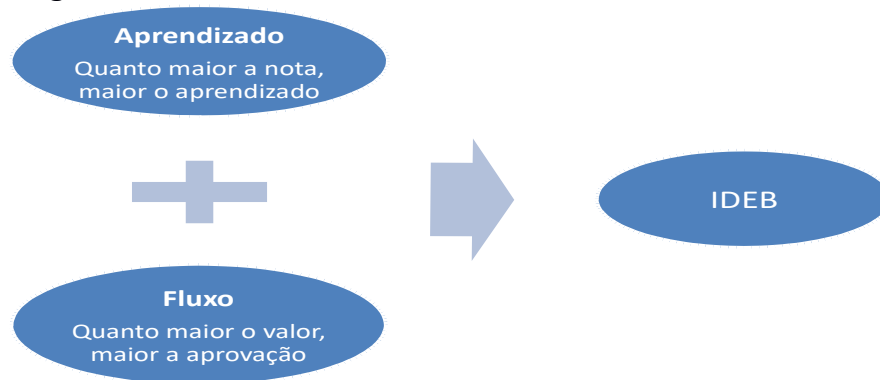 Aprendizado
Quanto maior a nota,
maior o aprendizado
IDEB
Fluxo
Quanto maior o valor,
maior a aprovação